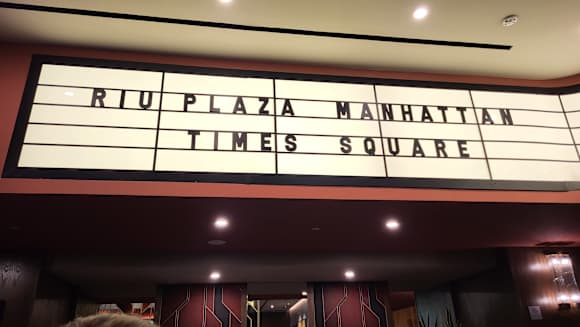 RIU PLAZA MANHATTAN
TIMES SQUARE